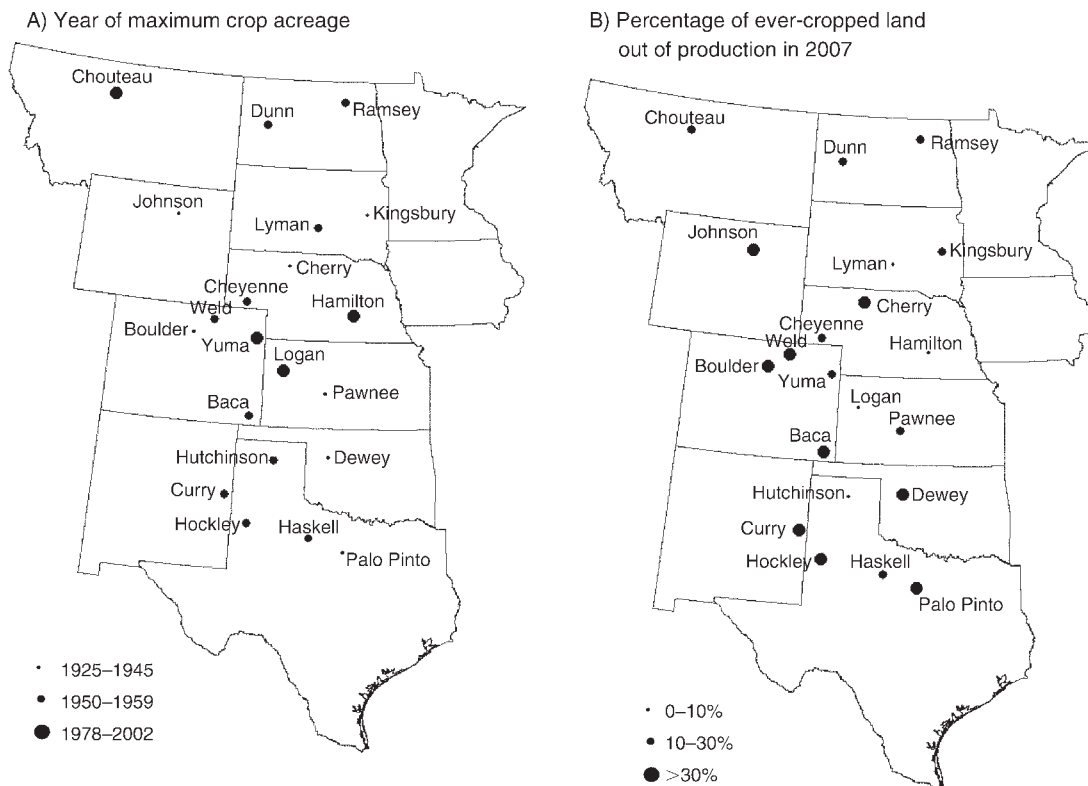 A) Year of maximum crop acreage
Chouteau
Dunn
Ramsey
Johnson
Lyman
Kingsbury
Cherry
Cheyenne
Weld
Hamilton
Boulder
Yuma
Logan
Pawnee
Baca
Hutchinson
Dewey
Curry
Hockley
Haskell
Palo Pinto
1925–1945
1950–1959
1978–2002
B) Percentage of ever-cropped land
out of production in 2007
Chouteau
Dunn
Ramsey
Johnson
Lyman
Kingsbury
Cherry
Cheyenne
Weld
Hamilton
Boulder
Yuma
Logan
Pawnee
Baca
Hutchinson
Dewey
Curry
Hockley
Haskell
Palo Pinto
0–10%
10–30%
>30%